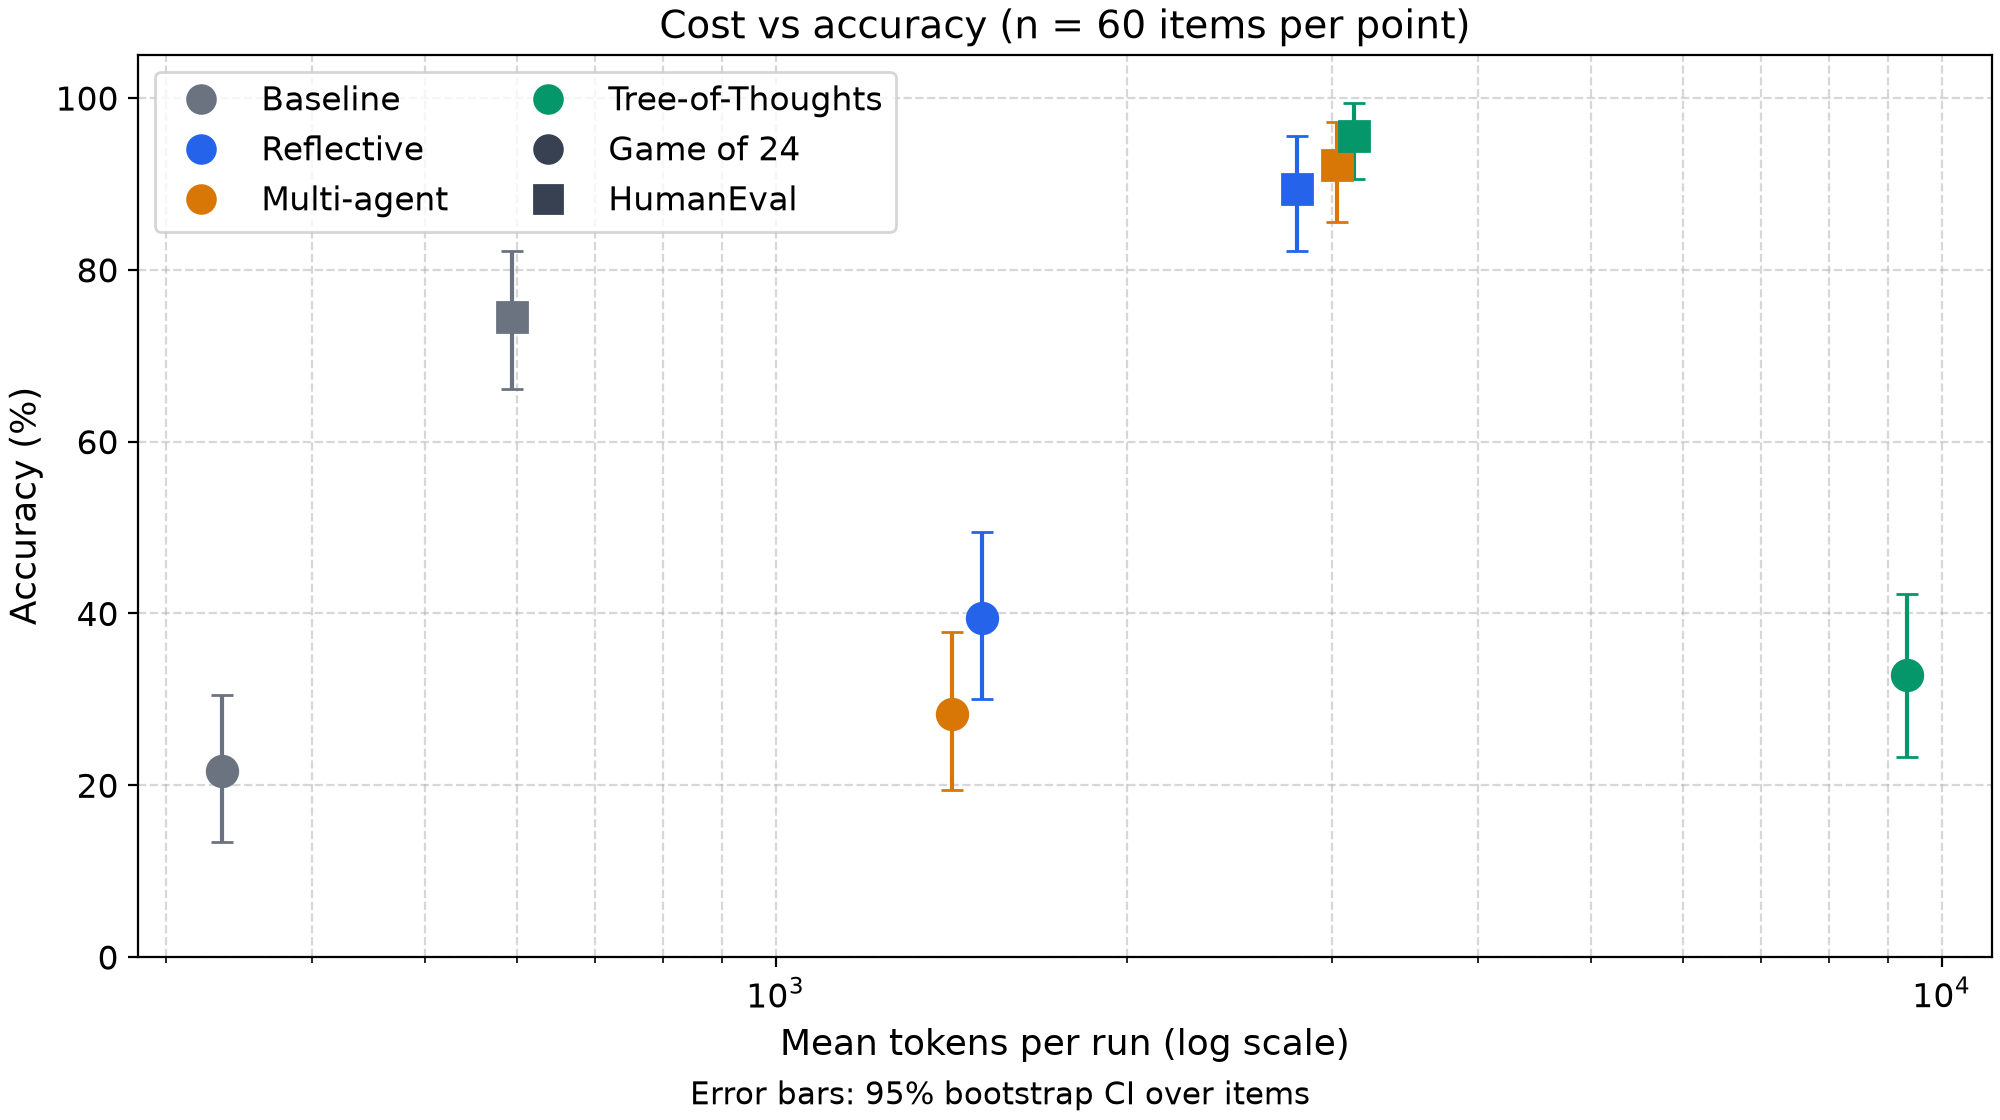 Cost vs accuracy (n = 60 items per point)
Baseline
Reflective
Multi-agent
Tree-of-Thoughts
Game of 24
HumanEval
Accuracy (%)
100
80
60
40
20
0
10³
10⁴
Mean tokens per run (log scale)
Error bars: 95% bootstrap CI over items